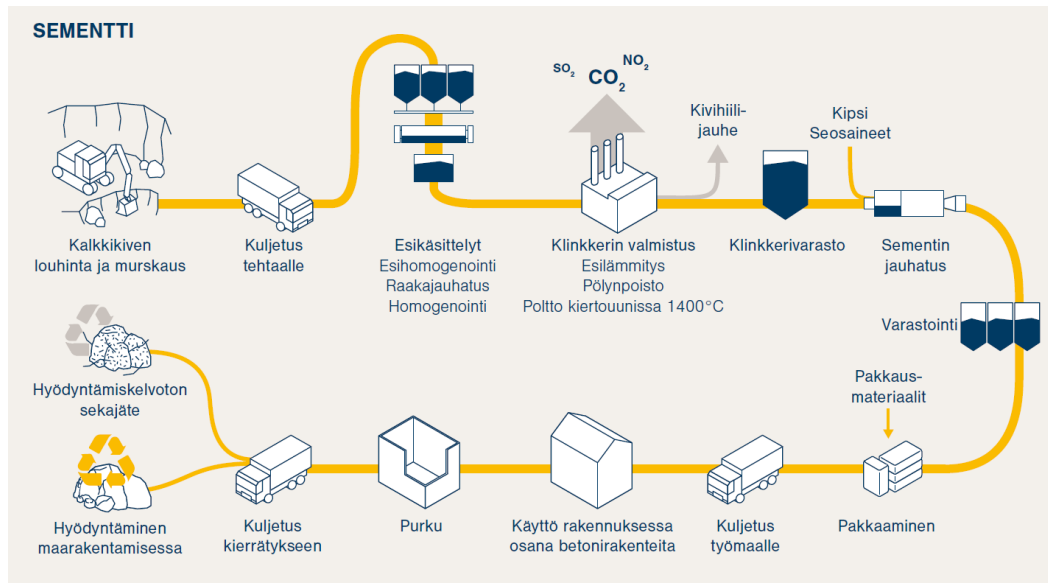 SEMENTTI
SO2
CO2
NO2
Kivihiili-
jauhe
Kipsi
Seosaineet
Kalkkikiven
louhinta ja murskaus
Kuljetus
tehtaalle
Esikäsittelyt
Esihomogenointi
Raakajauhatus
Homogenointi
Klinkkerin valmistus
Esilämmitys
Pölynpoisto
Poltto kiertouunissa 1400°C
Klinkkerivarasto
Sementin
jauhatus
Varastointi
Pakkaus-
materiaalit
Hyödyntämiskelvoton
sekajäte
Hyödyntäminen
maarakentamisessa
Kuljetus
kierrätykseen
Purku
Käyttö rakennuksessa
osana betonirakenteita
Kuljetus
työmaalle
Pakkaaminen